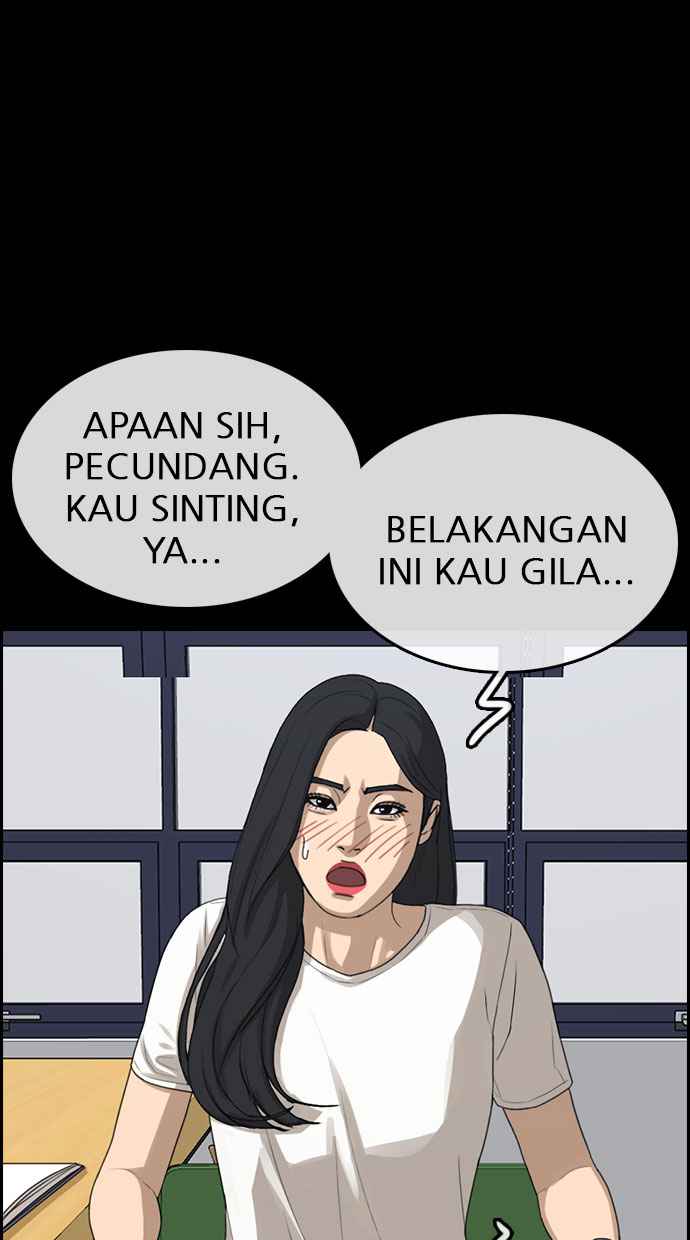 APAAN SIH,
PECUNDANG.
KAU SINTING,
YA...
BELAKANGAN
INI KAU GILA...